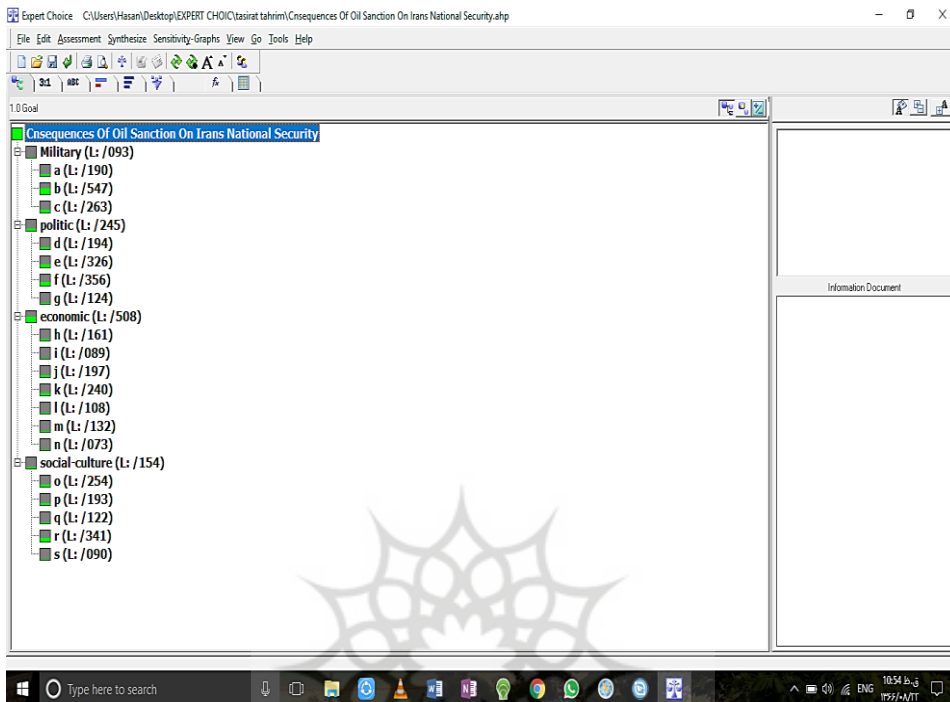 Expert Choice C:\Users\Hasan\Desktop\EXPERT CHOIC\tasirat tahrim\Cnsequences Of Oil Sanction On Irans National Security.ahp
File Edit Assessment Synthesize Sensitivity-Graphs View Go Tools Help
3:1 ABC
1.0 Goal
Cnsequences Of Oil Sanction On Irans National Security
Military (L: /093)
a (L: /190)
b (L: /547)
c (L: /263)
politic (L: /245)
d (L: /194)
e (L: /326)
f (L: /356)
g (L: /124)
economic (L: /508)
h (L: /161)
i (L: /089)
j (L: /197)
k (L: /240)
l (L: /108)
m (L: /132)
n (L: /073)
social-culture (L: /154)
o (L: /254)
p (L: /193)
q (L: /122)
r (L: /341)
s (L: /090)
Information Document
Type here to search
ENG
10:54 ق.ظ